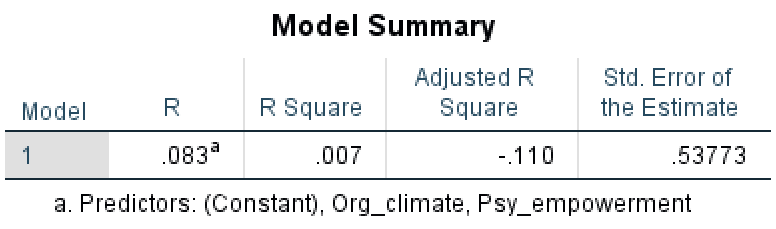 Model Summary
Model R R Square Adjusted R Square Std. Error of the Estimate
1 .083a .007 -.110 .53773
a. Predictors: (Constant), Org_climate, Psy_empowerment